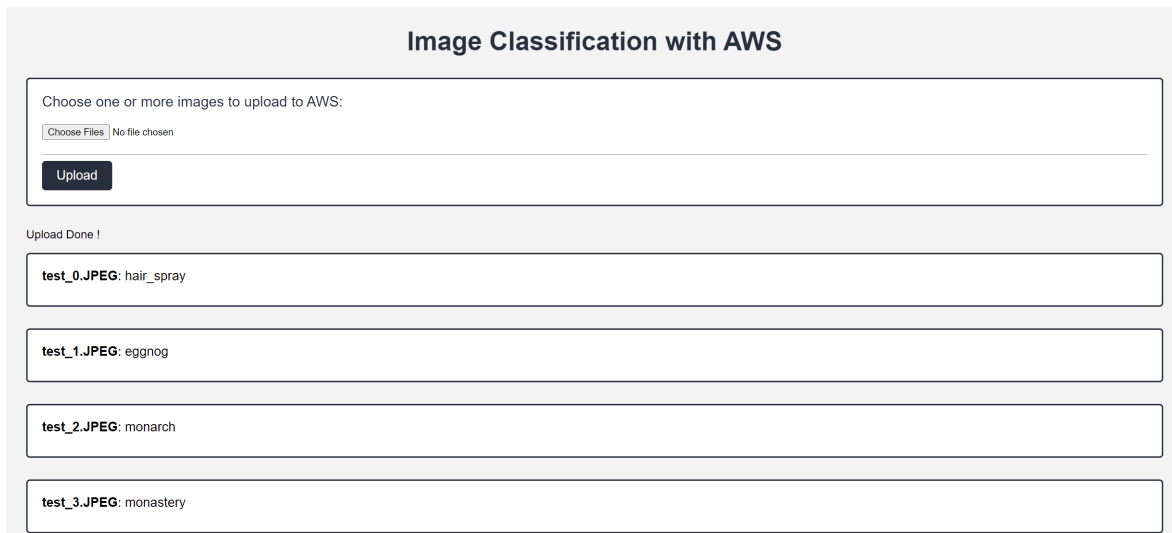 Image Classification with AWS
Choose one or more images to upload to AWS:
Choose Files No file chosen
Upload
Upload Done !
test_0.JPEG: hair_spray
test_1.JPEG: eggnog
test_2.JPEG: monarch
test_3.JPEG: monastery